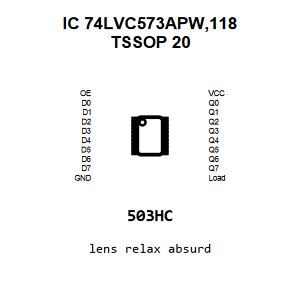 IC 74LVC573APW,118
TSSOP 20
OE VCC
D0 Q0
D1 Q1
D2 Q2
D3 Q3
D4 Q4
D5 Q5
D6 Q6
D7 Q7
GND Load
503HC
lens relax absurd